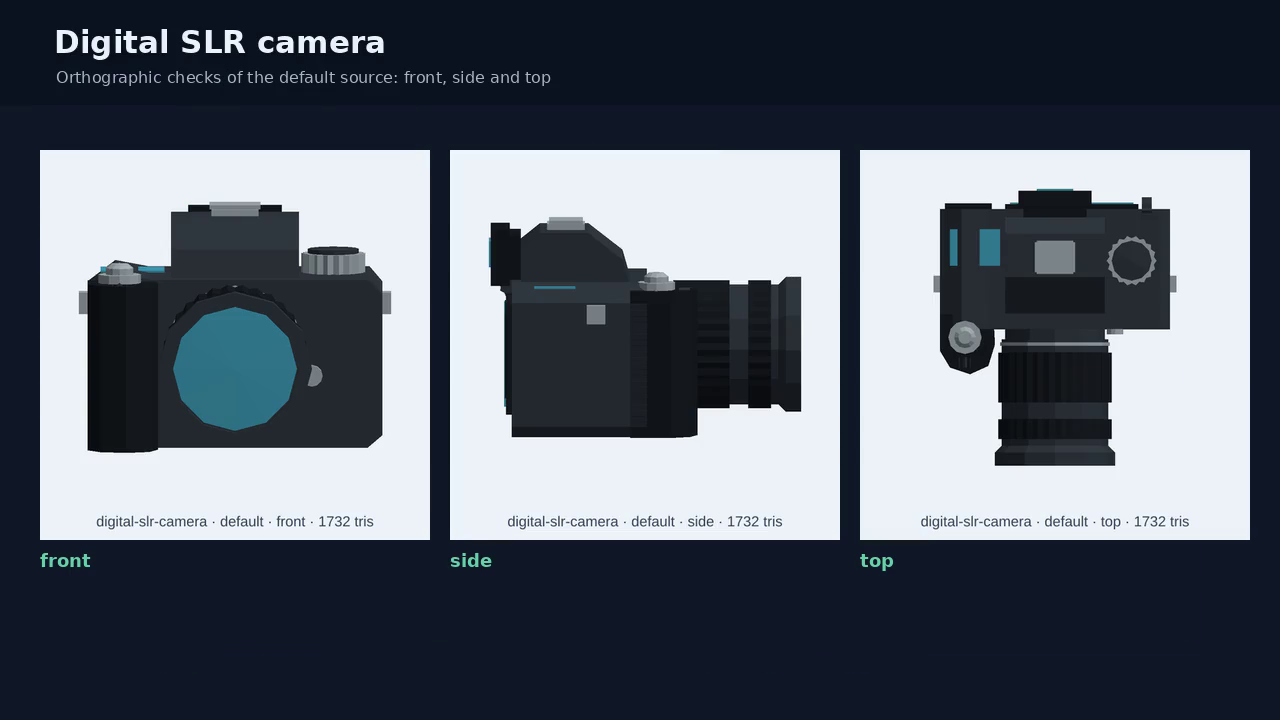 Digital SLR camera
Orthographic checks of the default source: front, side and top
digital-slr-camera · default · front · 1732 tris
digital-slr-camera · default · side · 1732 tris
digital-slr-camera · default · top · 1732 tris
front
side
top